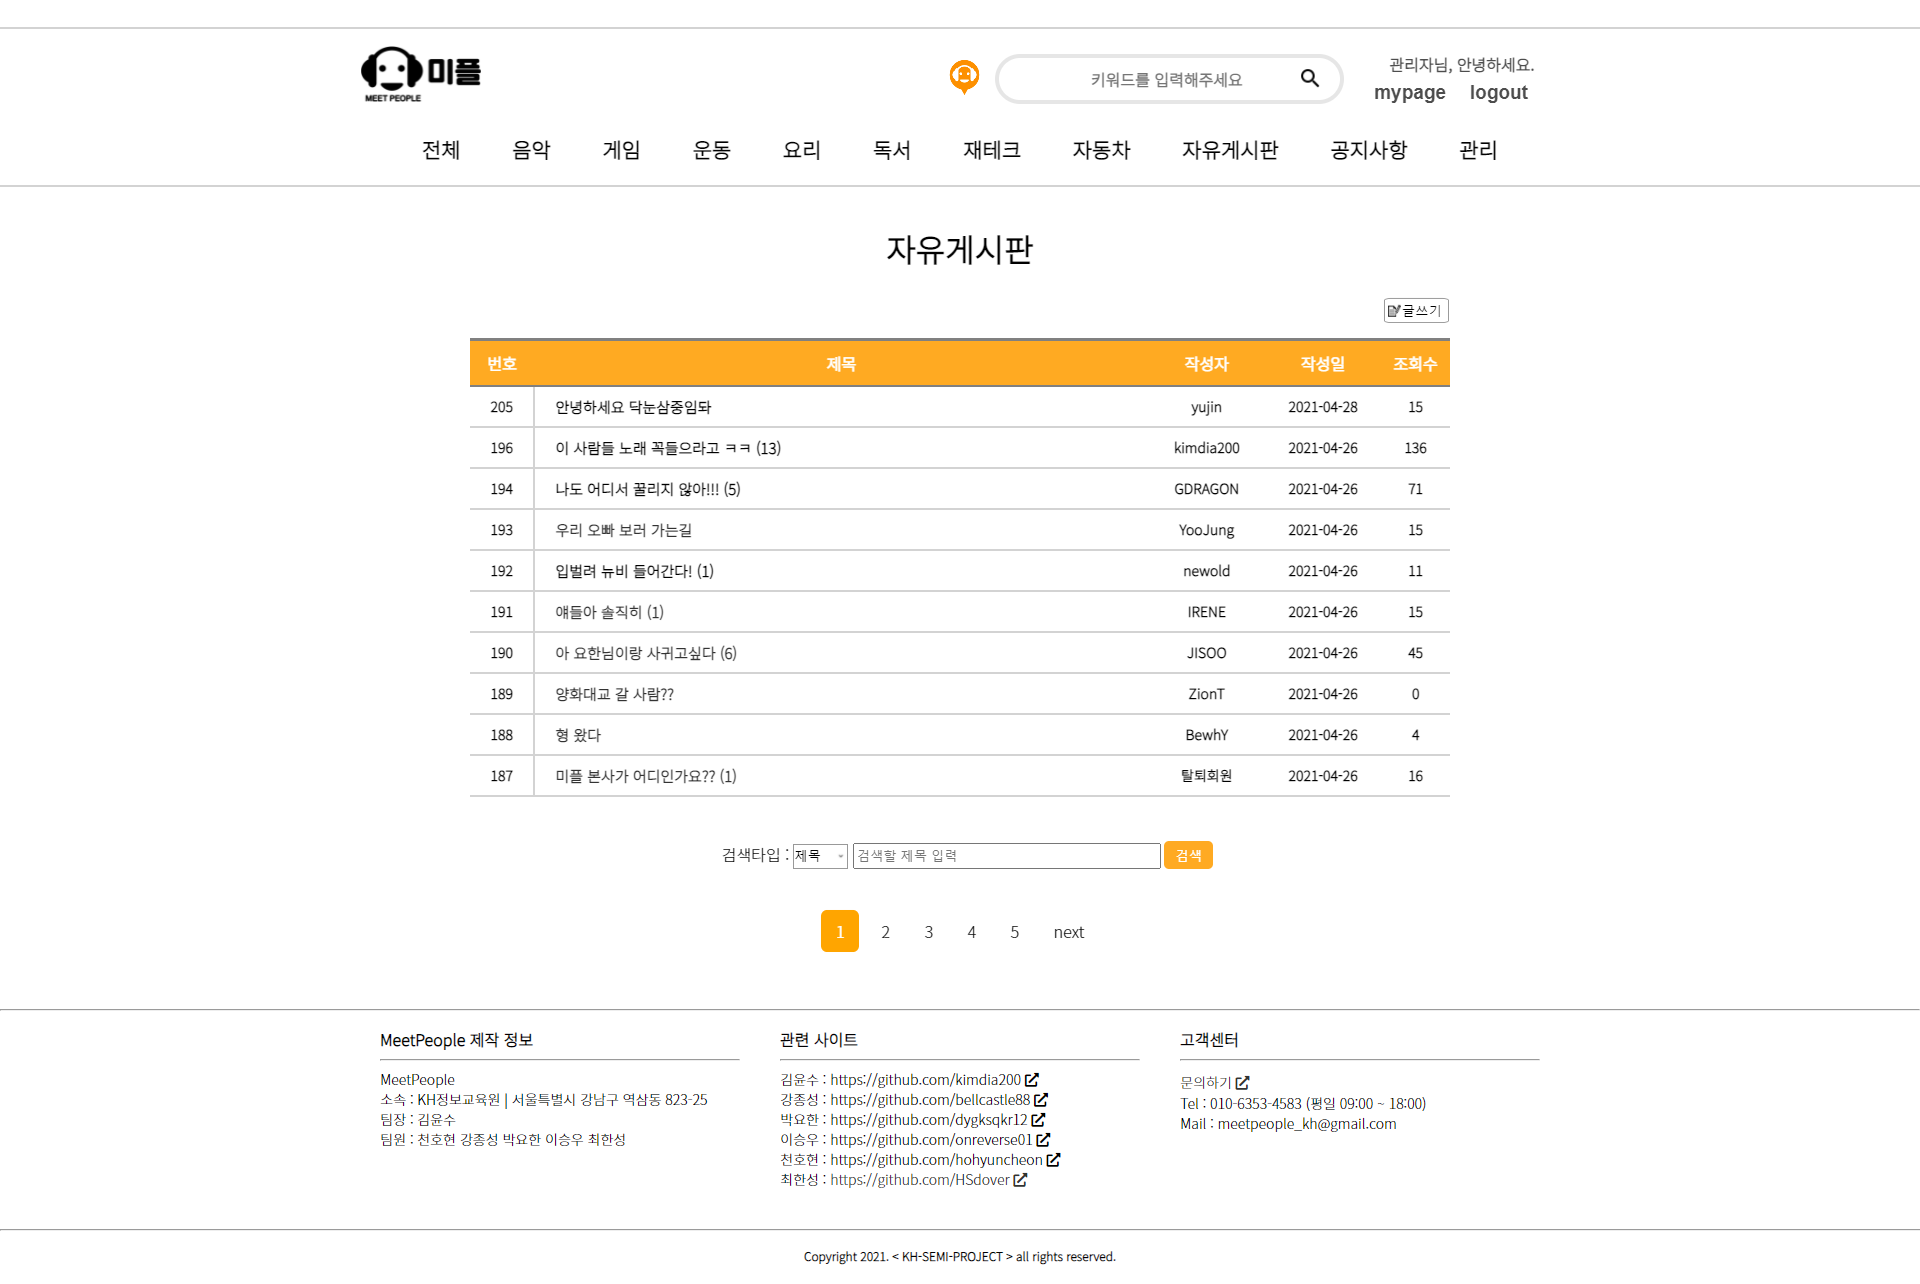 미플
MEET PEOPLE
키워드를 입력해주세요
관리자님, 안녕하세요.
mypage logout
전체 음악 게임 운동 요리 독서 재테크 자동차 자유게시판 공지사항 관리
자유게시판
글쓰기
번호 제목 작성자 작성일 조회수
205 안녕하세요 닥눈삼중임돠 yujin 2021-04-28 15
196 이 사람들 노래 꼭들으라고 ㅋㅋ (13) kimdia200 2021-04-26 136
194 나도 어디서 꿀리지 않아!!! (5) GDRAGON 2021-04-26 71
193 우리 오빠 보러 가는길 YooJung 2021-04-26 15
192 입벌려 뉴비 들어간다! (1) newold 2021-04-26 11
191 얘들아 솔직히 (1) IRENE 2021-04-26 15
190 아 요한님이랑 사귀고싶다 (6) JISOO 2021-04-26 45
189 양화대교 갈 사람?? ZionT 2021-04-26 0
188 형 왔다 BewhY 2021-04-26 4
187 미플 본사가 어디인가요?? (1) 탈퇴회원 2021-04-26 16
검색타입 : 제목 검색할 제목 입력 검색
1 2 3 4 5 next
MeetPeople 제작 정보
MeetPeople
소속 : KH정보교육원 | 서울특별시 강남구 역삼동 823-25
팀장 : 김윤수
팀원 : 천호현 강종성 박요한 이승우 최한성
관련 사이트
김윤수 : https://github.com/kimdia200
강종성 : https://github.com/bellcastle88
박요한 : https://github.com/dygksqkr12
이승우 : https://github.com/onreverse01
천호현 : https://github.com/hohyuncheon
최한성 : https://github.com/HSdover
고객센터
문의하기
Tel : 010-6353-4583 (평일 09:00 ~ 18:00)
Mail : meetpeople_kh@gmail.com
Copyright 2021. < KH-SEMI-PROJECT > all rights reserved.